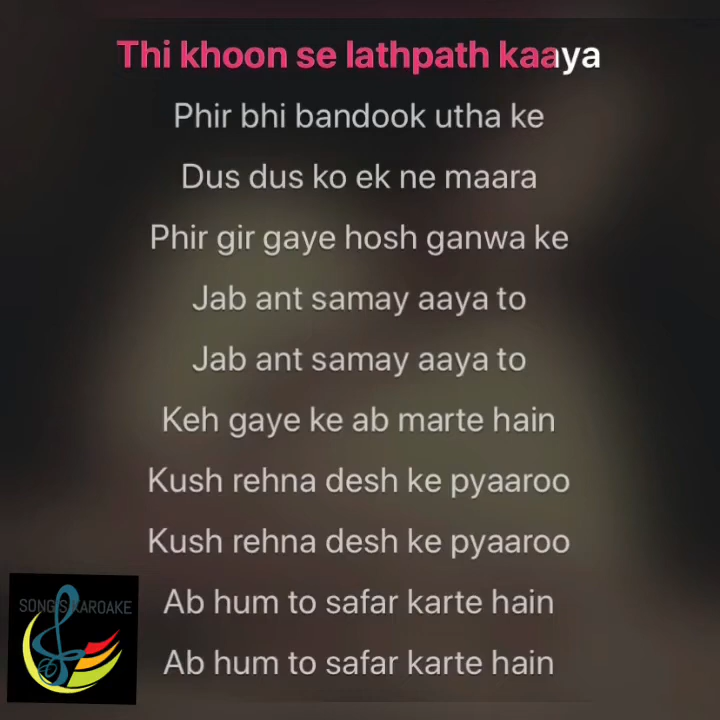 Thi khoon se lathpath kaaya
Phir bhi bandook utha ke
Dus dus ko ek ne maara
Phir gir gaye hosh ganwa ke
Jab ant samay aaya to
Jab ant samay aaya to
Keh gaye ke ab marte hain
Kush rehna desh ke pyaaroo
Kush rehna desh ke pyaaroo
Ab hum to safar karte hain
Ab hum to safar karte hain